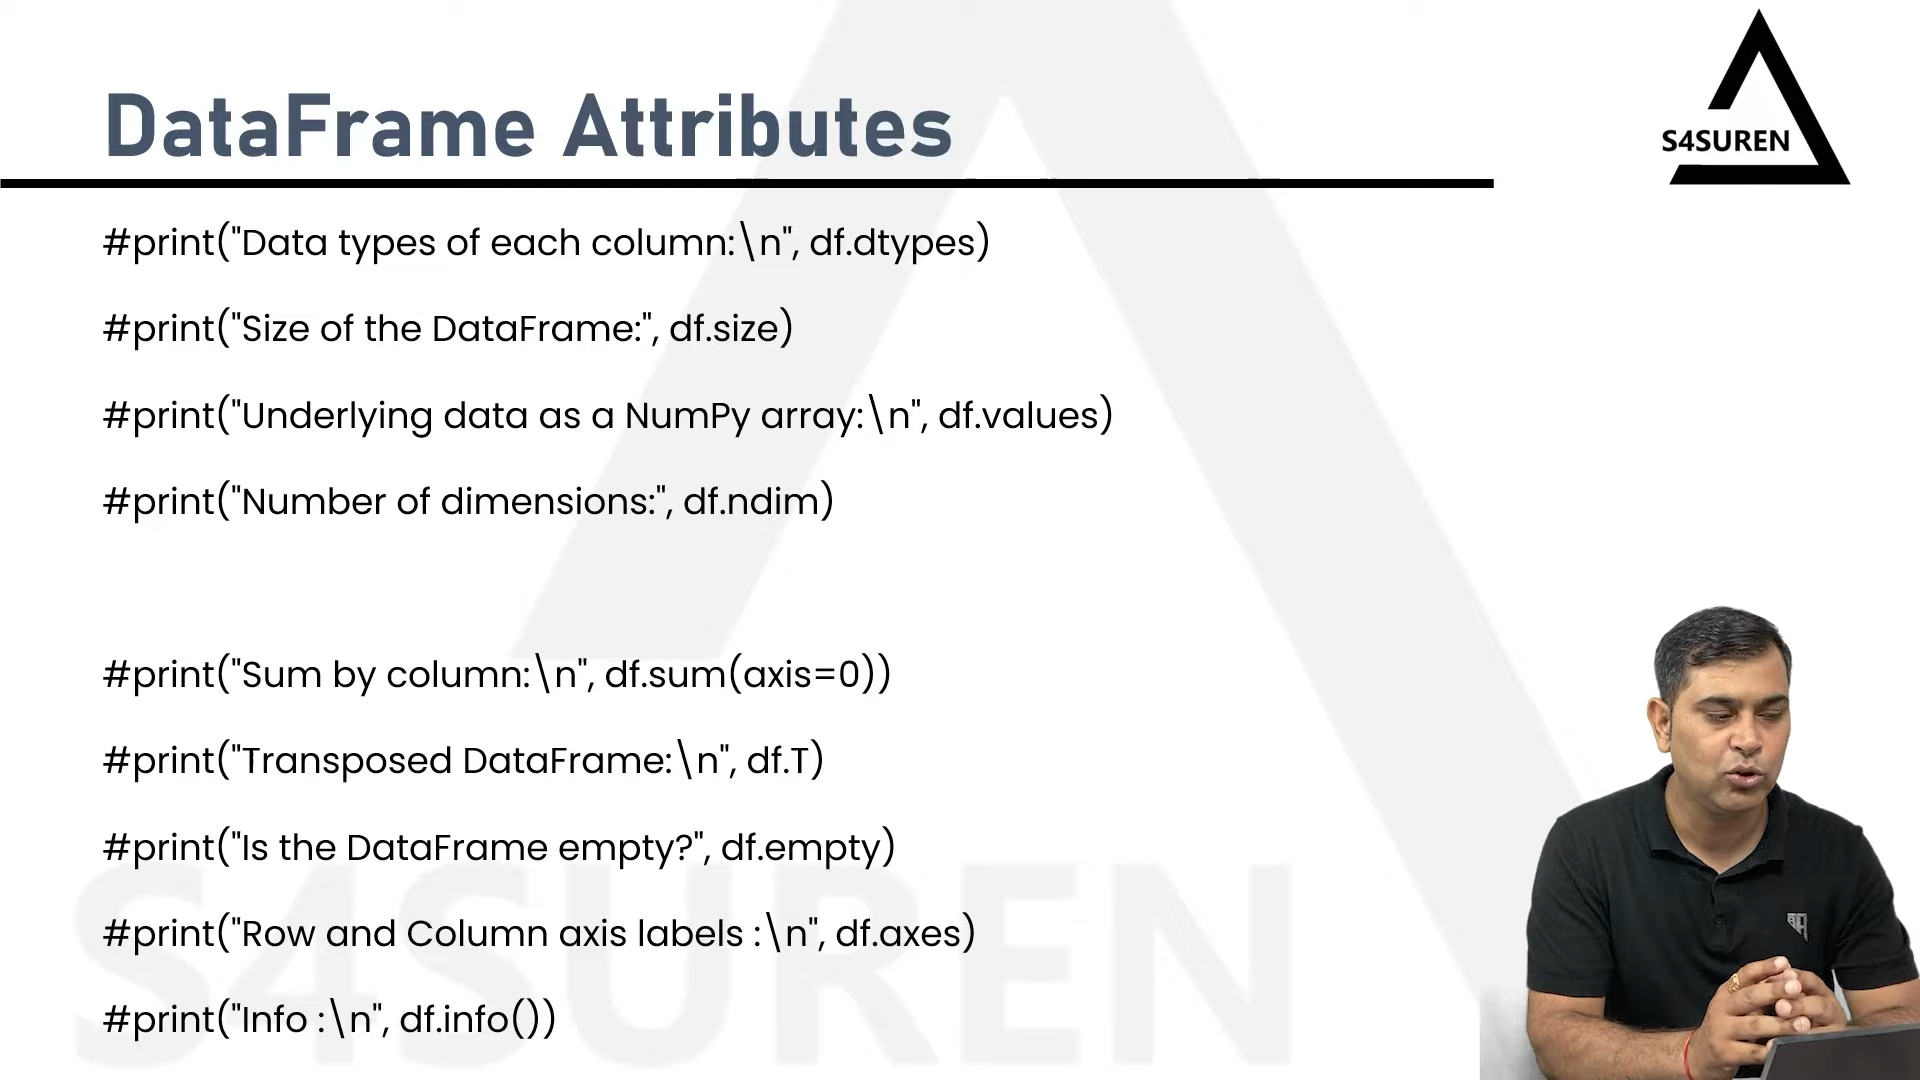 DataFrame Attributes
S4SUREN
#print("Data types of each column:\n", df.dtypes)
#print("Size of the DataFrame:", df.size)
#print("Underlying data as a NumPy array:\n", df.values)
#print("Number of dimensions:", df.ndim)
#print("Sum by column:\n", df.sum(axis=0))
#print("Transposed DataFrame:\n", df.T)
#print("Is the DataFrame empty?", df.empty)
#print("Row and Column axis labels :\n", df.axes)
#print("Info :\n", df.info())
S4SUREN